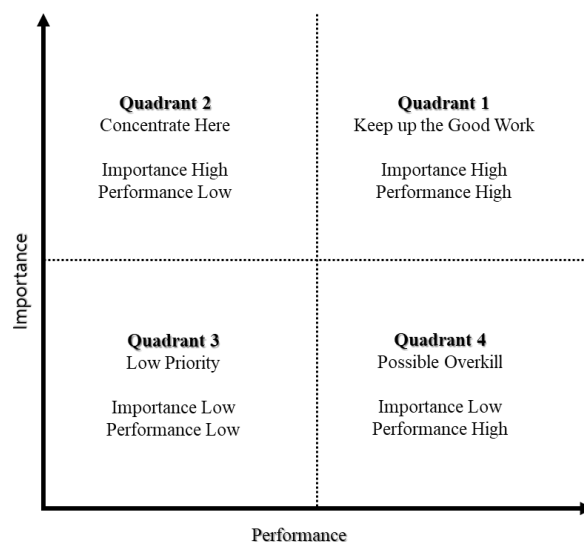 Quadrant 2
Concentrate Here
Importance High
Performance Low
Quadrant 1
Keep up the Good Work
Importance High
Performance High
Importance
Quadrant 3
Low Priority
Importance Low
Performance Low
Quadrant 4
Possible Overkill
Importance Low
Performance High
Performance